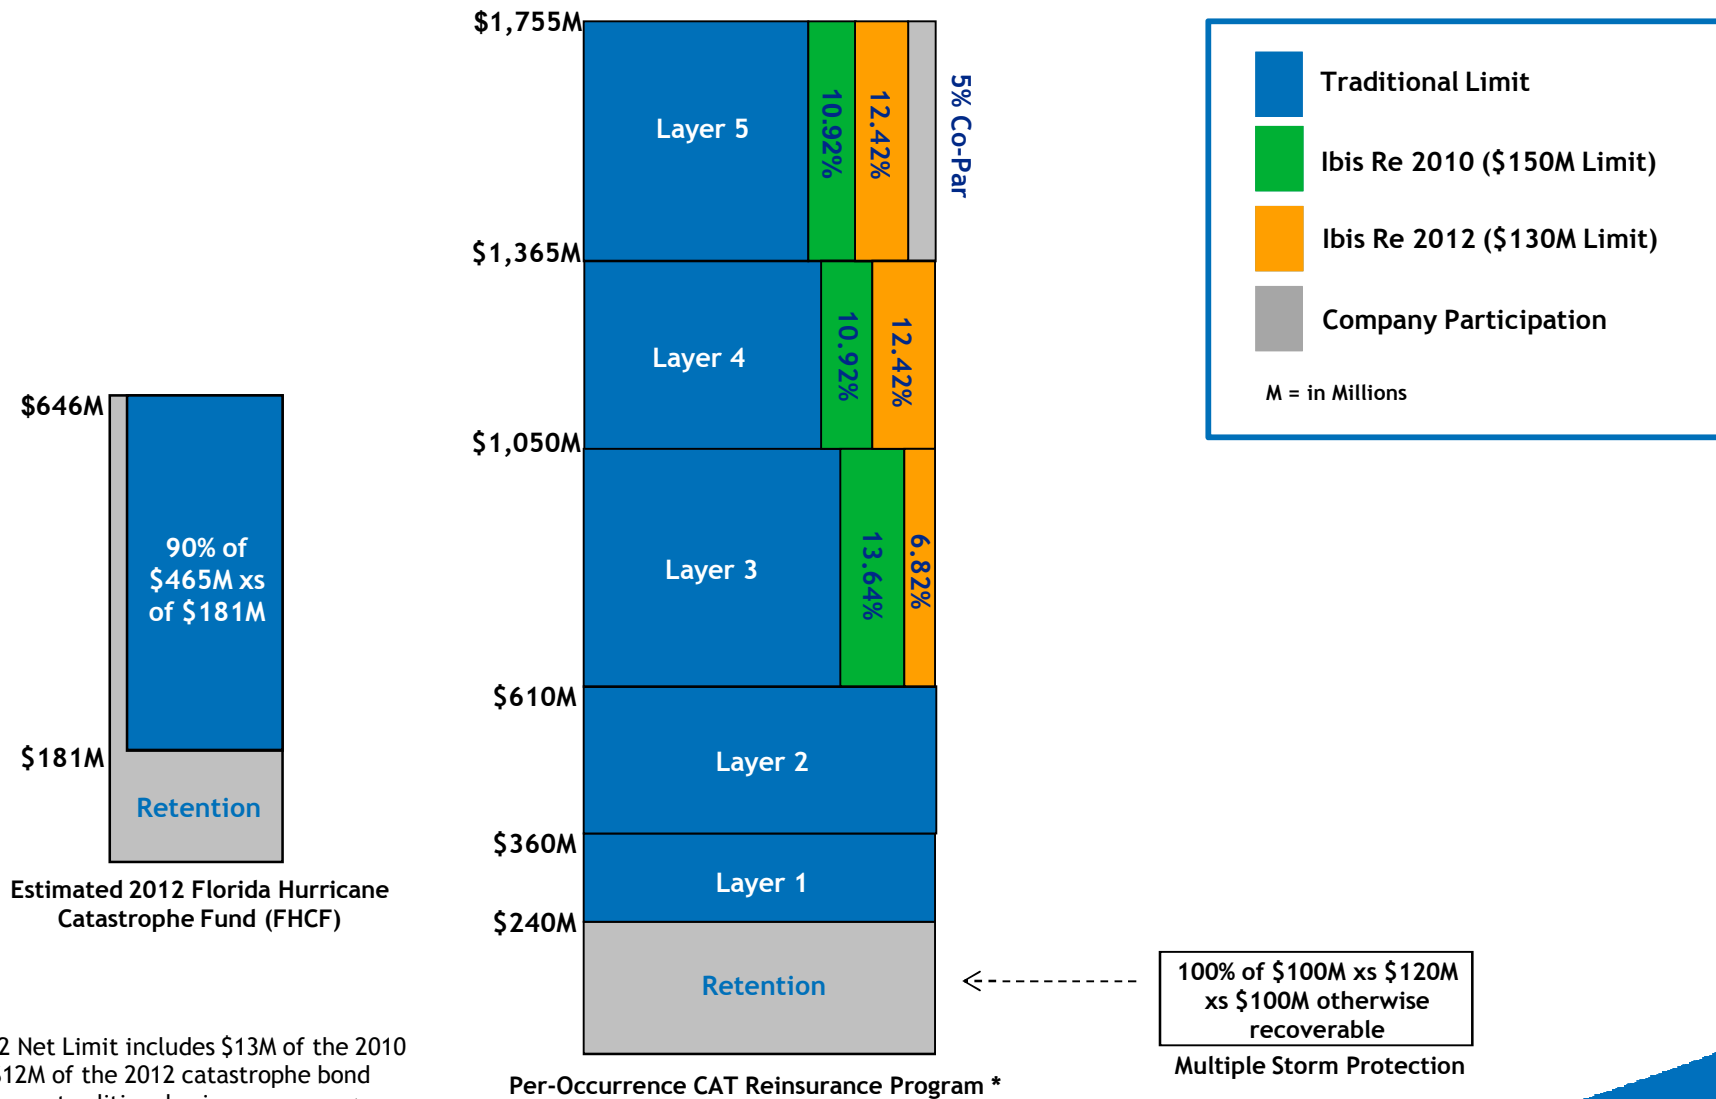 $1,755M
Layer 5
10.92%
12.42%
5% Co-Par
$1,365M
Layer 4
10.92%
12.42%
$1,050M
Layer 3
13.64%
6.82%
$610M
Layer 2
$360M
Layer 1
$240M
Retention
Per-Occurrence CAT Reinsurance Program *
Traditional Limit
Ibis Re 2010 ($150M Limit)
Ibis Re 2012 ($130M Limit)
Company Participation
M = in Millions
$646M
90% of
$465M xs
of $181M
$181M
Retention
Estimated 2012 Florida Hurricane
Catastrophe Fund (FHCF)
100% of $100M xs $120M
xs $100M otherwise
recoverable
Multiple Storm Protection
2 Net Limit includes $13M of the 2010
$12M of the 2012 catastrophe bond